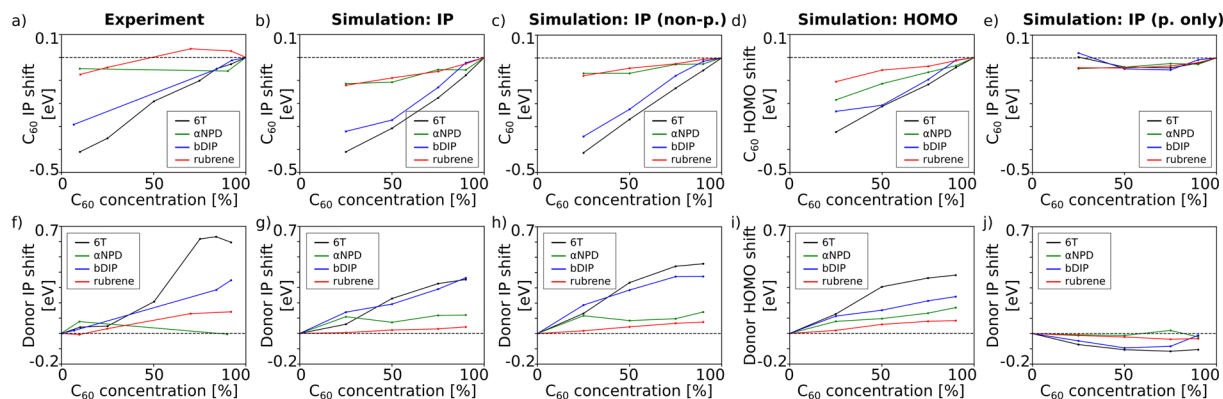 a) Experiment
0.1
-0.5
C60 IP shift
[eV]
6T
αNPD
bDIP
rubrene
0 50 100
C60 concentration [%]
b) Simulation: IP
0.1
-0.5
C60 IP shift
[eV]
6T
αNPD
bDIP
rubrene
0 50 100
C60 concentration [%]
c) Simulation: IP (non-p.)
0.1
-0.5
C60 IP shift
[eV]
6T
αNPD
bDIP
rubrene
0 50 100
C60 concentration [%]
d) Simulation: HOMO
0.1
-0.5
C60 HOMO shift
[eV]
6T
αNPD
bDIP
rubrene
0 50 100
C60 concentration [%]
e) Simulation: IP (p. only)
0.1
-0.5
C60 IP shift
[eV]
6T
αNPD
bDIP
rubrene
0 50 100
C60 concentration [%]
f)
0.7
-0.2
Donor IP shift
[eV]
6T
αNPD
bDIP
rubrene
0 50 100
C60 concentration [%]
g)
0.7
-0.2
Donor IP shift
[eV]
6T
αNPD
bDIP
rubrene
0 50 100
C60 concentration [%]
h)
0.7
-0.2
Donor IP shift
[eV]
6T
αNPD
bDIP
rubrene
0 50 100
C60 concentration [%]
i)
0.7
-0.2
Donor HOMO shift
[eV]
6T
αNPD
bDIP
rubrene
0 50 100
C60 concentration [%]
j)
0.7
-0.2
Donor IP shift
[eV]
6T
αNPD
bDIP
rubrene
0 50 100
C60 concentration [%]